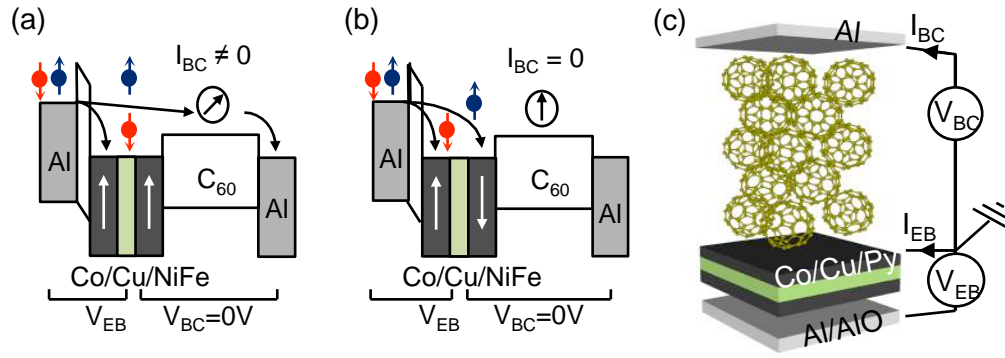 (a)
I_BC ≠ 0
Al
C_60
Al
Co/Cu/NiFe
V_EB
V_BC=0V
(b)
I_BC = 0
Al
C_60
Al
Co/Cu/NiFe
V_EB
V_BC=0V
(c)
Al
I_BC
V_BC
I_EB
Co/Cu/Py
V_EB
Al/AlO